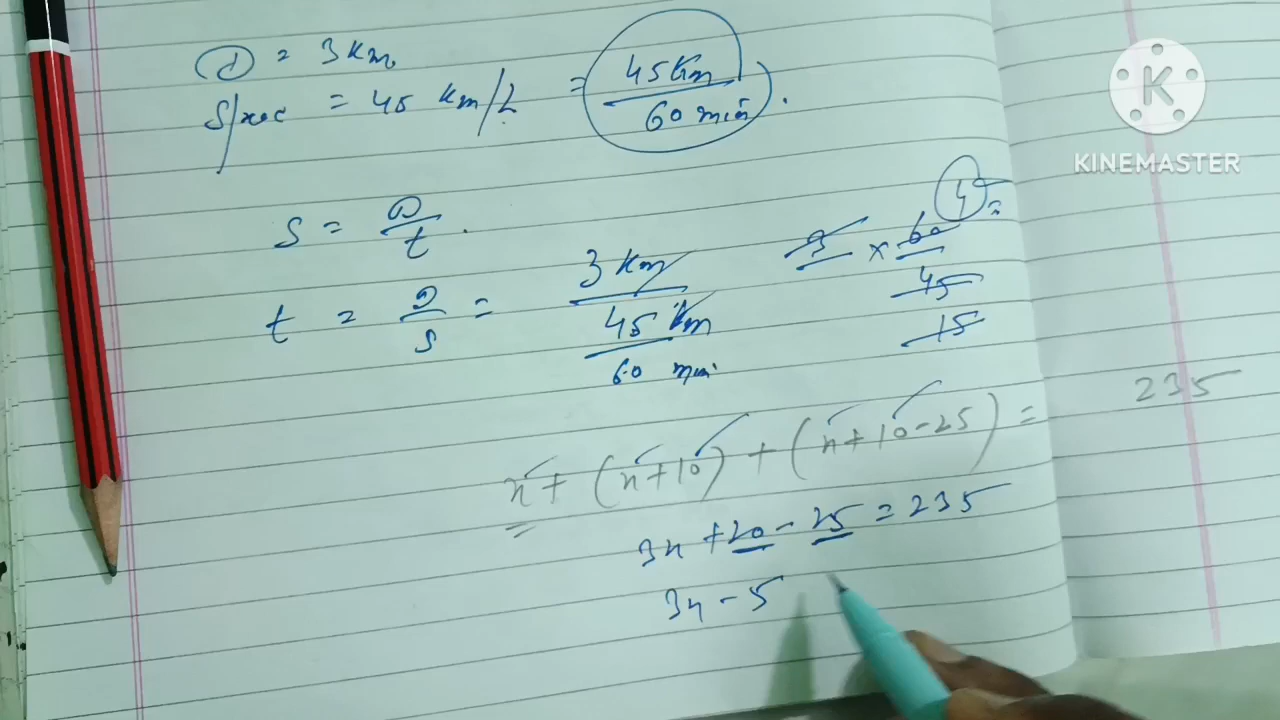 D = 3 Km
Speed = 45 Km/h = 45 Km / 60 min.
S = D/t.
t = D/S = 3 Km / 45 Km / 60 min
3 × 60 4 =
45
15
x + (x+10) + (x+10-25) = 235
3x + 20 - 25 = 235
3x - 5
K
KINEMASTER